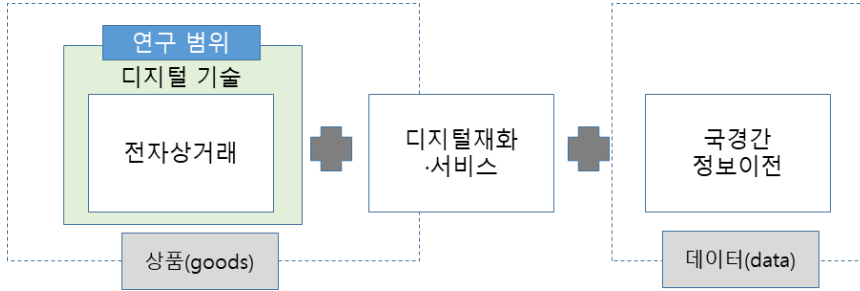 연구 범위
디지털 기술
전자상거래
디지털재화
·서비스
국경간
정보이전
상품(goods)
데이터(data)